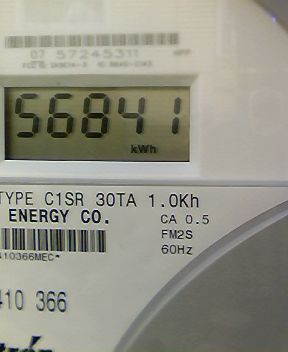 07 57245311
56841
kWh
TYPE C1SR 30TA 1.0Kh
ENERGY CO. CA 0.5
FM2S
60Hz
410366MEC*
410 366